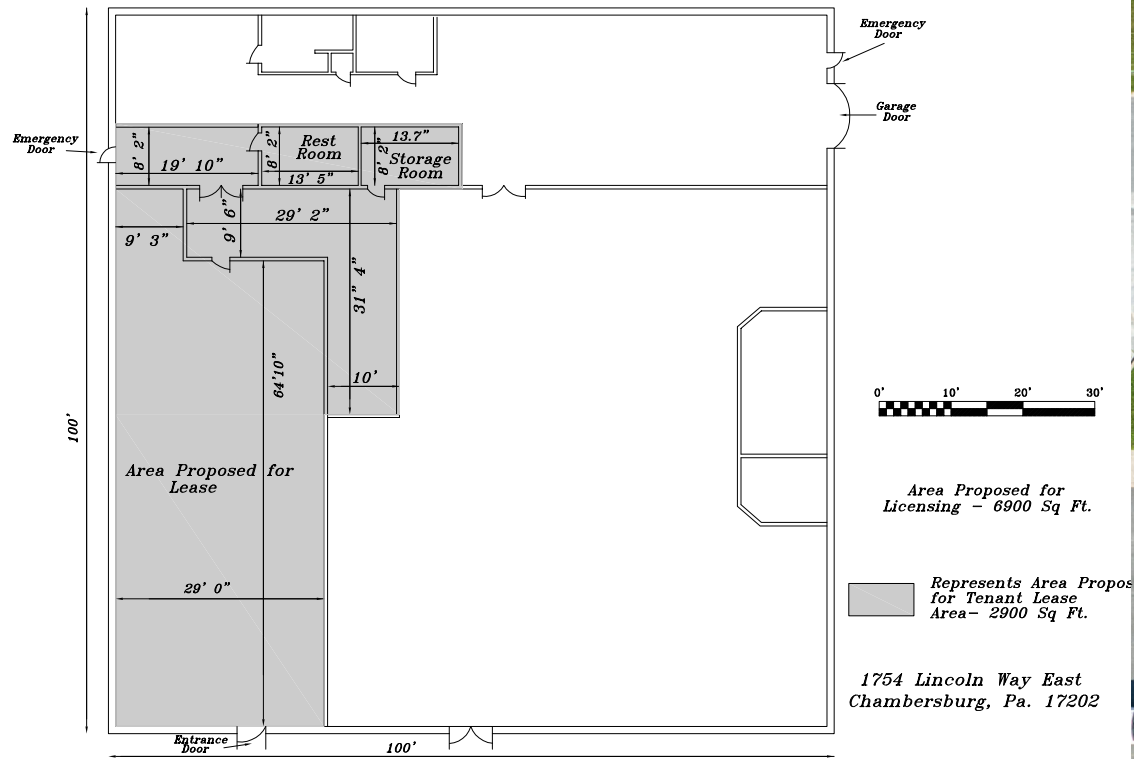 Emergency
Door
Emergency
Door
Garage
Door
8' 2"
19' 10"
8' 2"
Rest
Room
13' 5"
13.7"
8' 2"
Storage
Room
9' 3"
9' 6"
29' 2"
31" 4"
10'
64'10"
100'
Area Proposed for
Lease
29' 0"
Entrance
Door
100'
0' 10' 20' 30'
Area Proposed for
Licensing - 6900 Sq Ft.
Represents Area Propos
for Tenant Lease
Area- 2900 Sq Ft.
1754 Lincoln Way East
Chambersburg, Pa. 17202